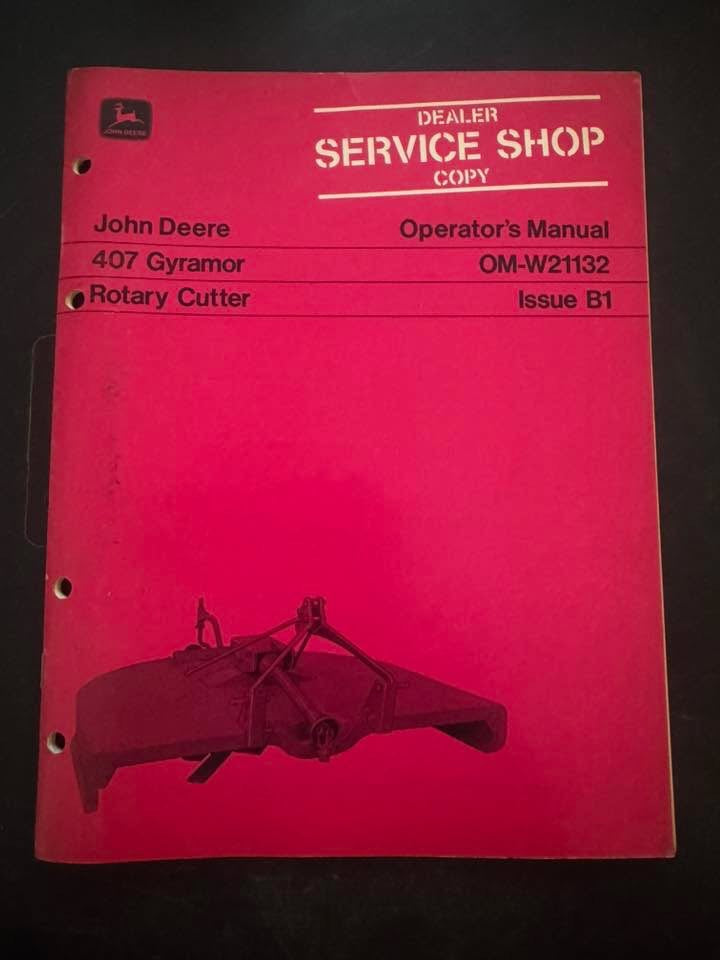 JOHN DEERE
DEALER
SERVICE SHOP
COPY
John Deere Operator's Manual
407 Gyramor OM-W21132
Rotary Cutter Issue B1